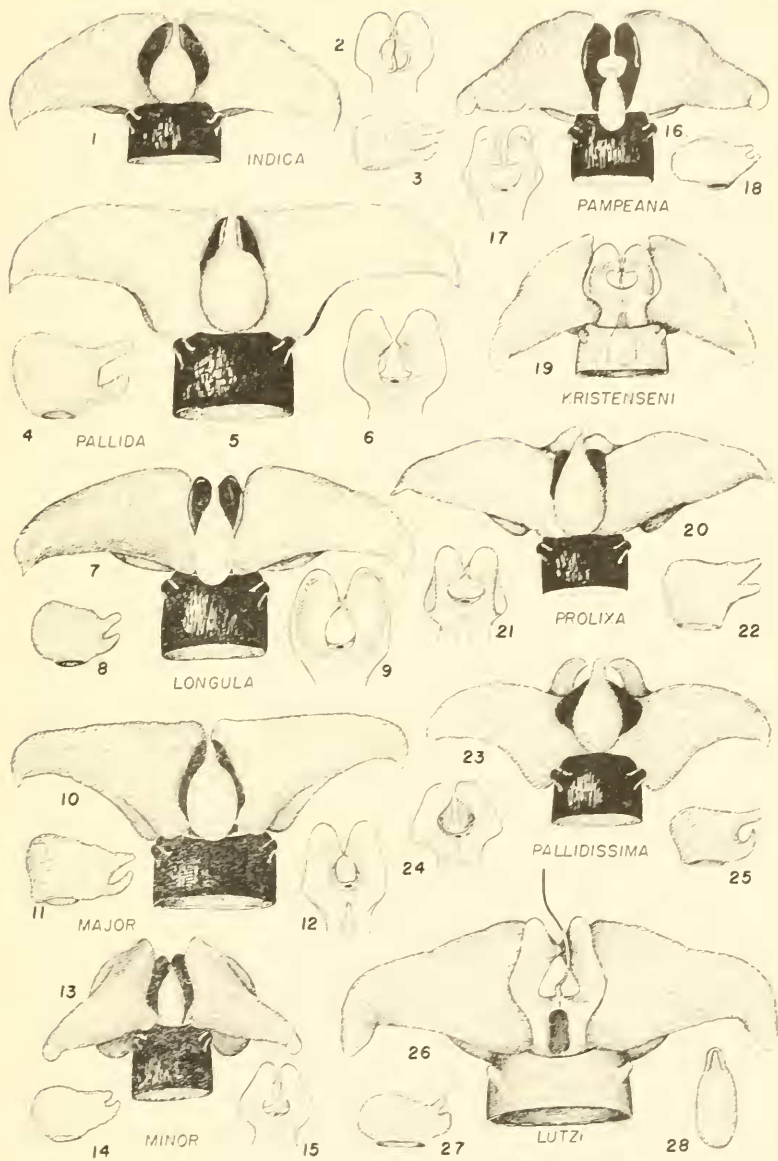 1
INDICA
2
3
4
PALLIDA
5
6
7
8
LONGULA
9
10
11
MAJOR
12
13
14
MINOR
15
16
17
PAMPEANA
18
19
KRISTENSENI
20
21
PROLIXA
22
23
24
PALLIDISSIMA
25
26
27
LUTZI
28